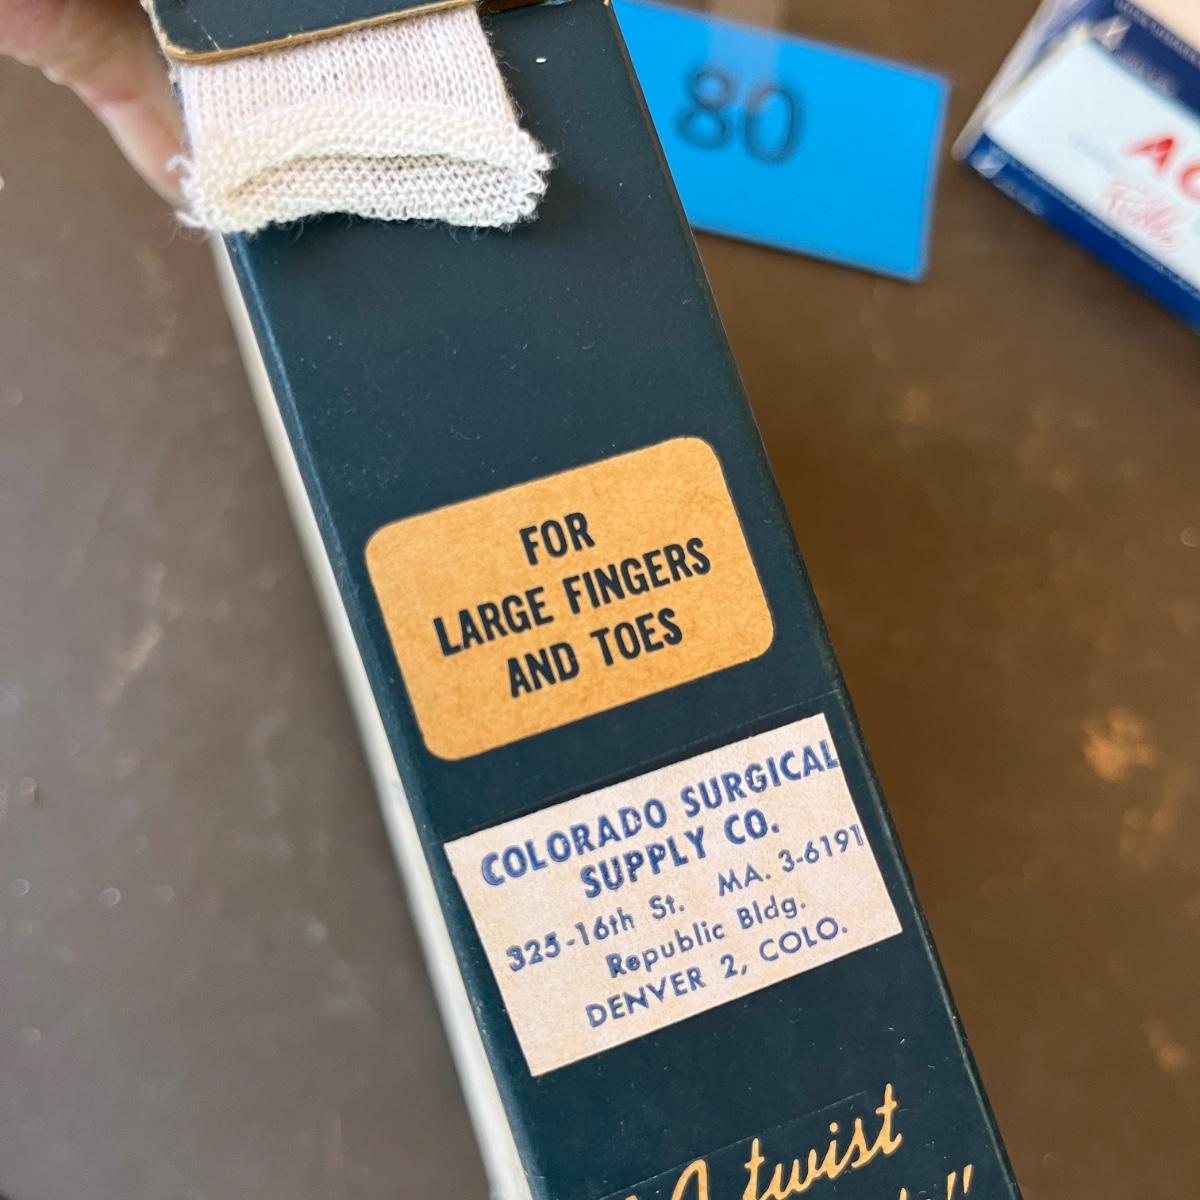 80
AC
FOR
LARGE FINGERS
AND TOES
COLORADO SURGICAL
SUPPLY CO.
325-16th St. MA. 3-6191
Republic Bldg.
DENVER 2, COLO.
twist